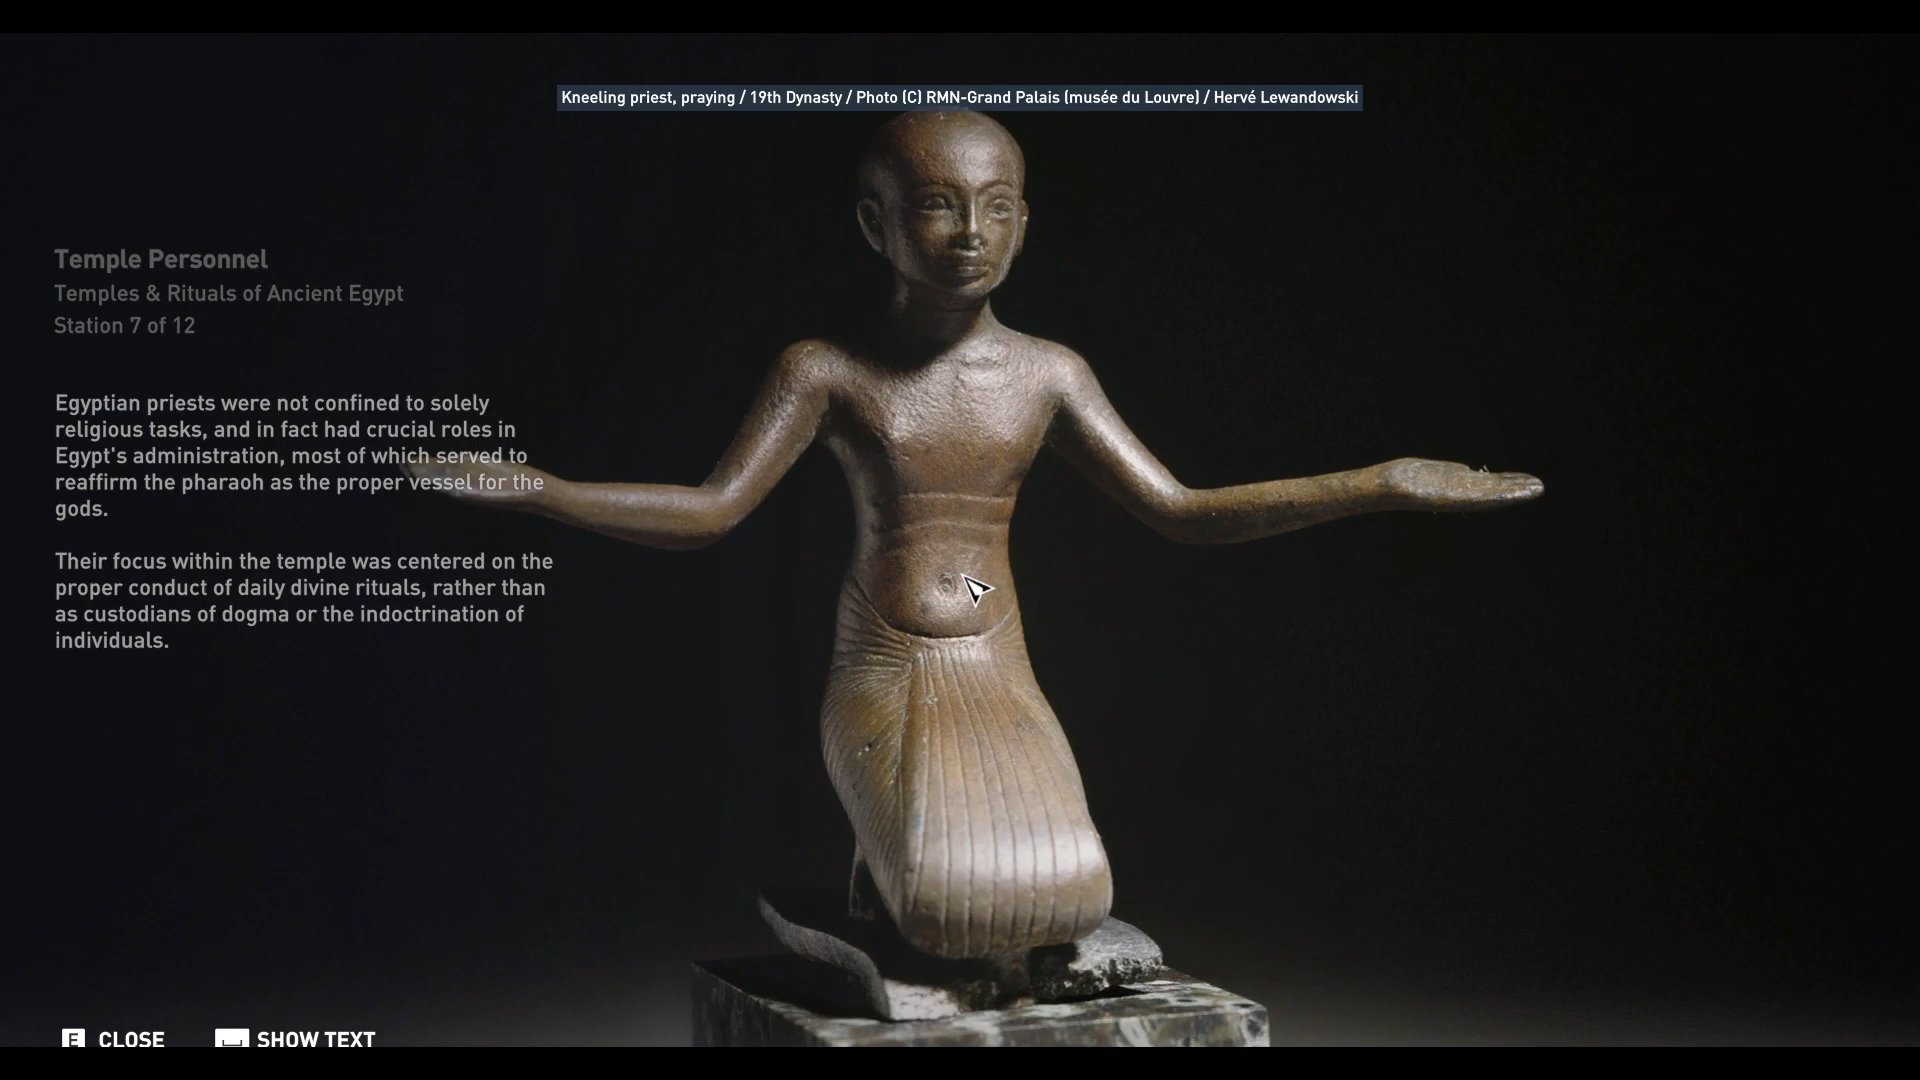 Kneeling priest, praying / 19th Dynasty / Photo (C) RMN-Grand Palais (musée du Louvre) / Hervé Lewandowski
Temple Personnel
Temples & Rituals of Ancient Egypt
Station 7 of 12
Egyptian priests were not confined to solely
religious tasks, and in fact had crucial roles in
Egypt's administration, most of which served to
reaffirm the pharaoh as the proper vessel for the
gods.
Their focus within the temple was centered on the
proper conduct of daily divine rituals, rather than
as custodians of dogma or the indoctrination of
individuals.
E CLOSE SHOW TEXT